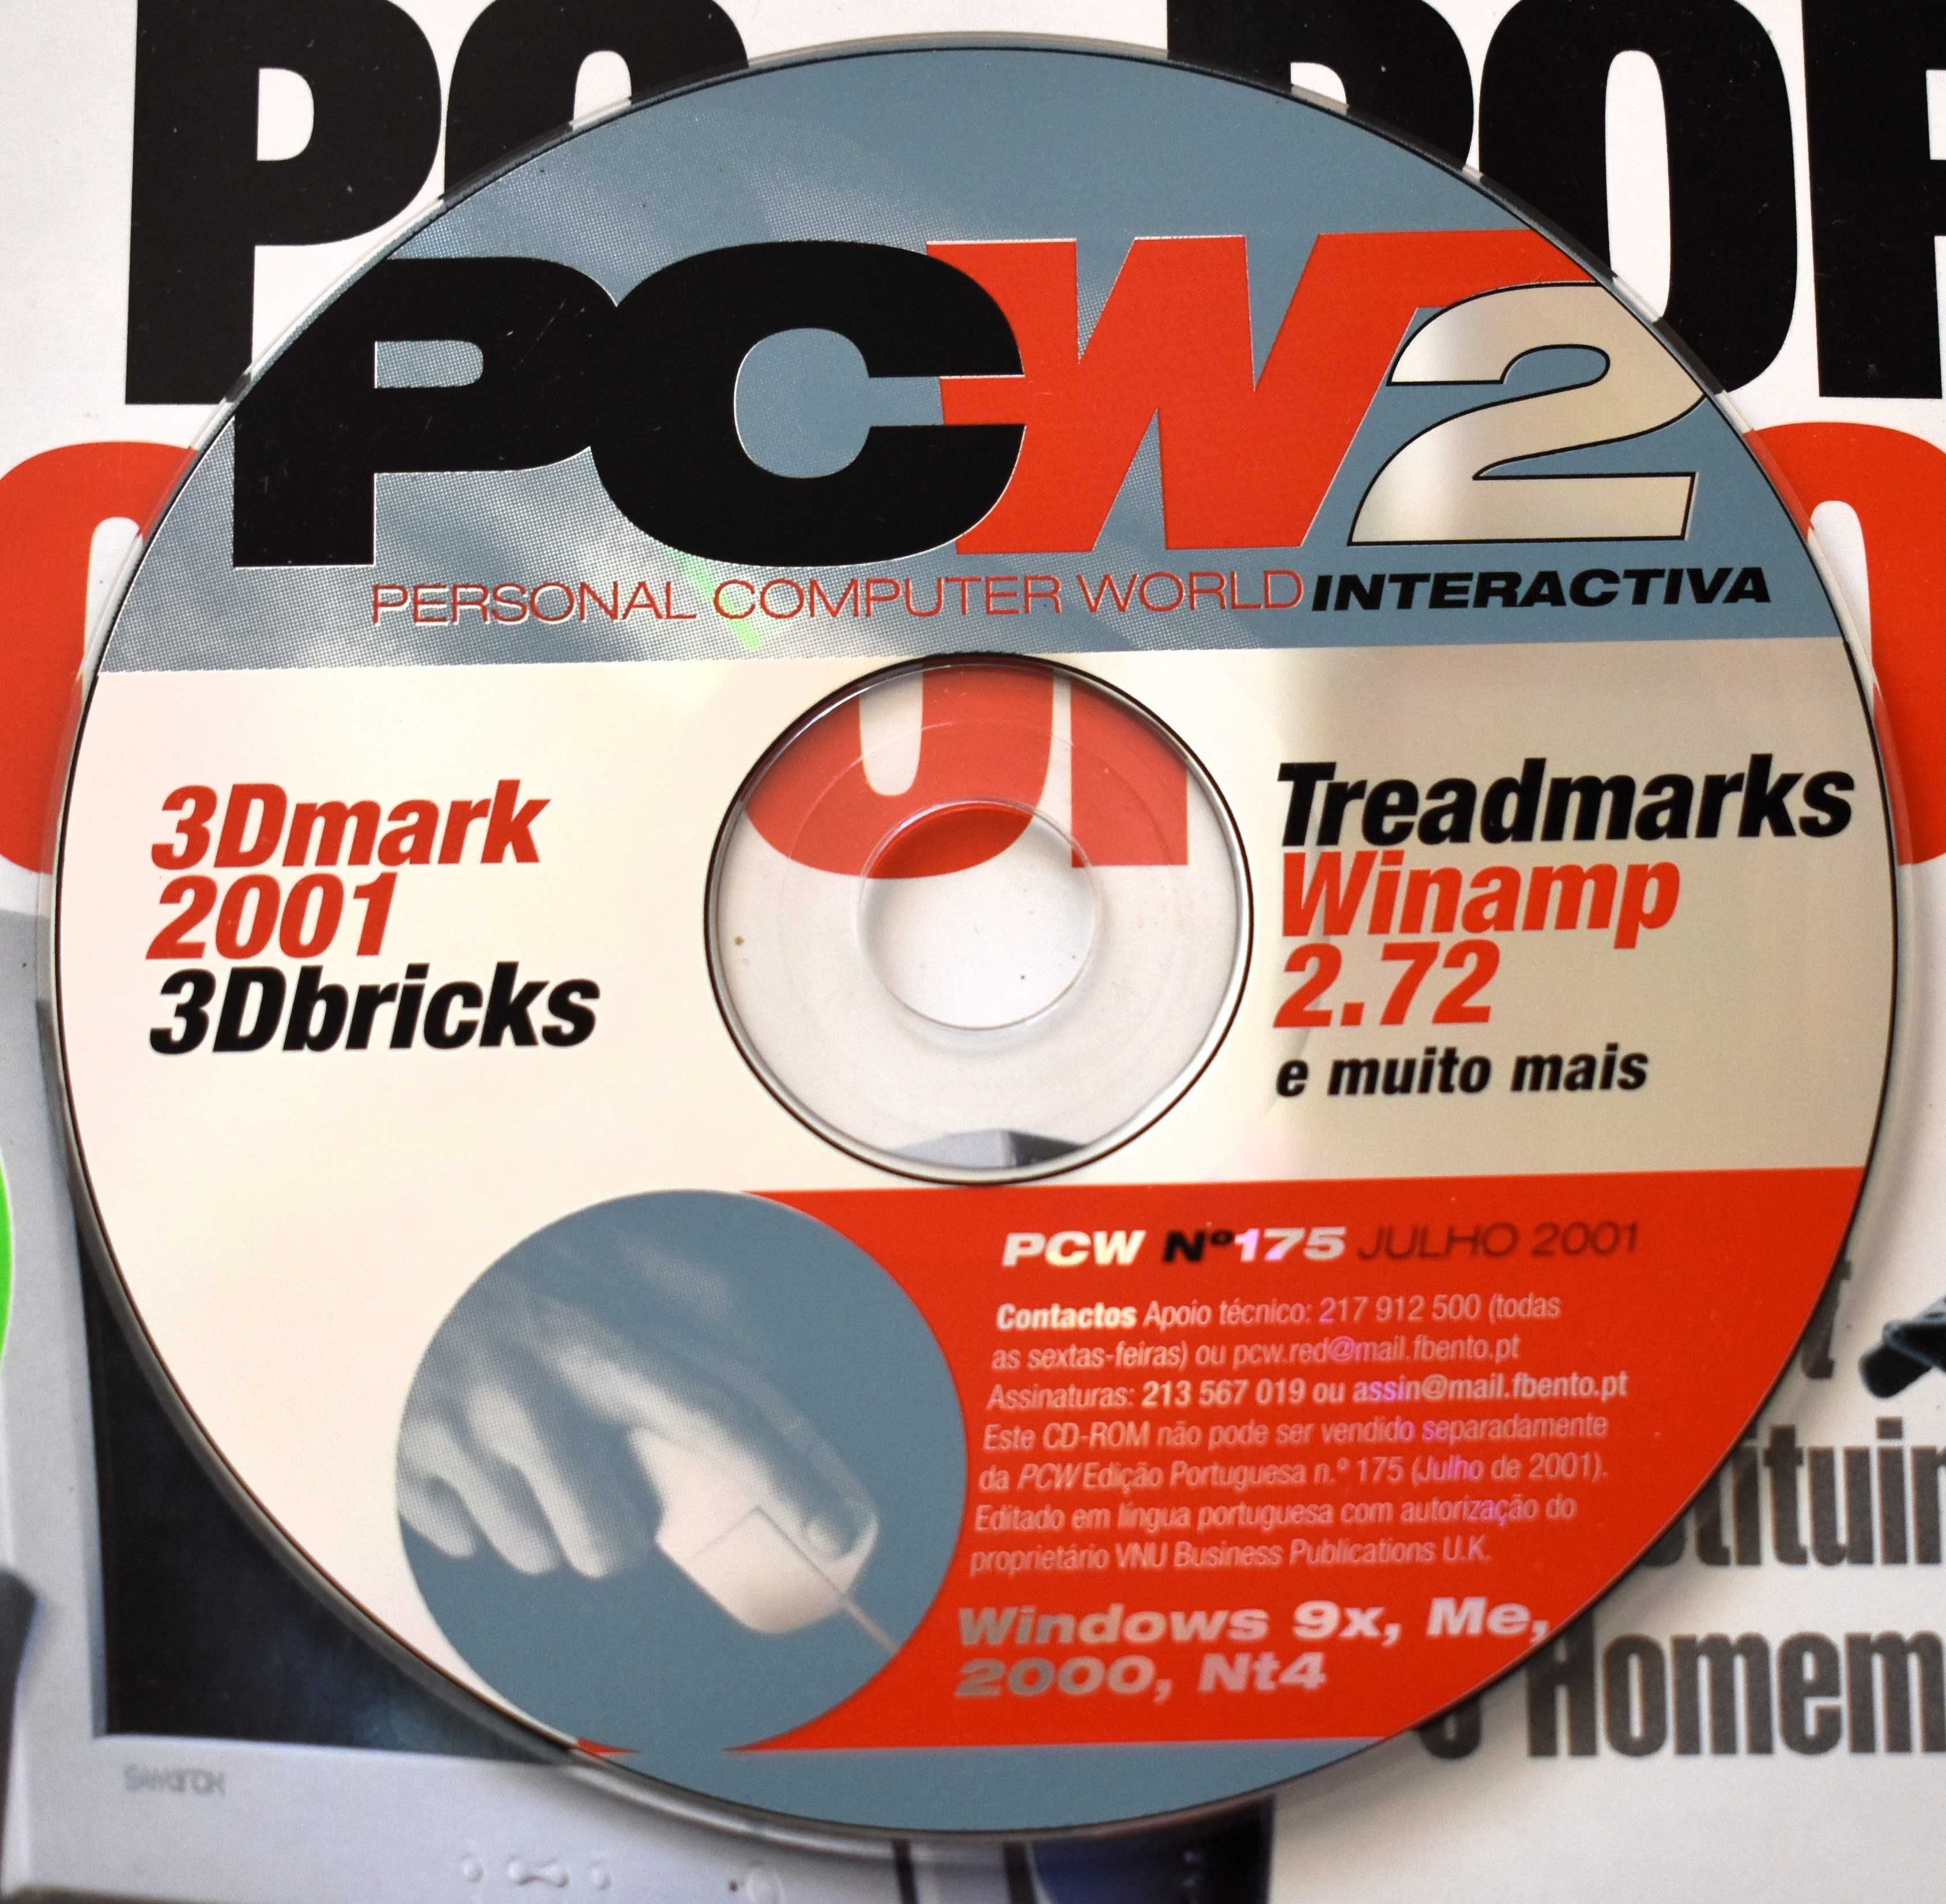 PCW2
PERSONAL COMPUTER WORLD INTERACTIVA
3Dmark
2001
3Dbricks
Treadmarks
Winamp
2.72
e muito mais
PCW Nº175 JULHO 2001
Contactos Apoio técnico: 217 912 500 (todas
as sextas-feiras) ou pcw.red@mail.fbento.pt
Assinaturas: 213 567 019 ou assin@mail.fbento.pt
Este CD-ROM não pode ser vendido separadamente
da PCW Edição Portuguesa n.º 175 (Julho de 2001).
Editado em língua portuguesa com autorização do
proprietário VNU Business Publications U.K.
Windows 9x, Me,
2000, Nt4
o Homem